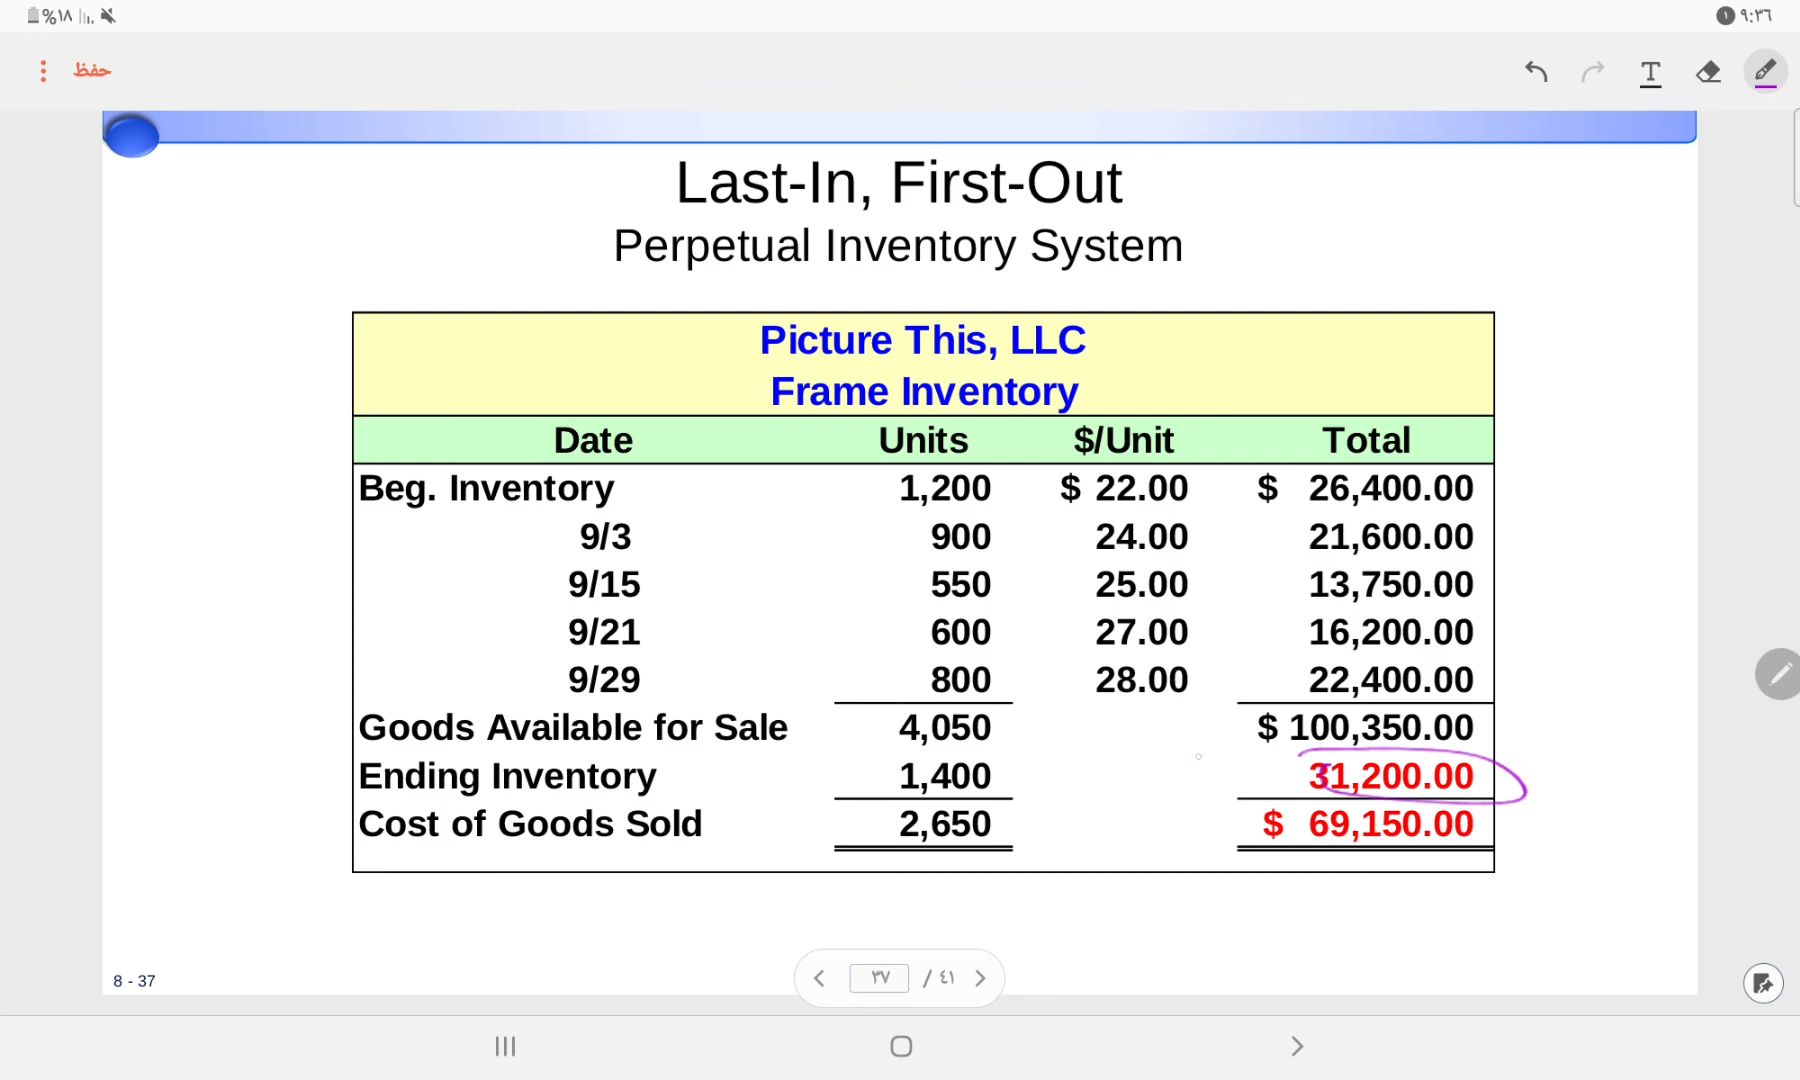 %١٨
١ ٩:٣٦
حفظ
T
Last-In, First-Out
Perpetual Inventory System
Picture This, LLC
Frame Inventory
Date Units $/Unit Total
Beg. Inventory 1,200 $ 22.00 $ 26,400.00
9/3 900 24.00 21,600.00
9/15 550 25.00 13,750.00
9/21 600 27.00 16,200.00
9/29 800 28.00 22,400.00
Goods Available for Sale 4,050 $ 100,350.00
Ending Inventory 1,400 31,200.00
Cost of Goods Sold 2,650 $ 69,150.00
8 - 37
٣٧ / ٤١